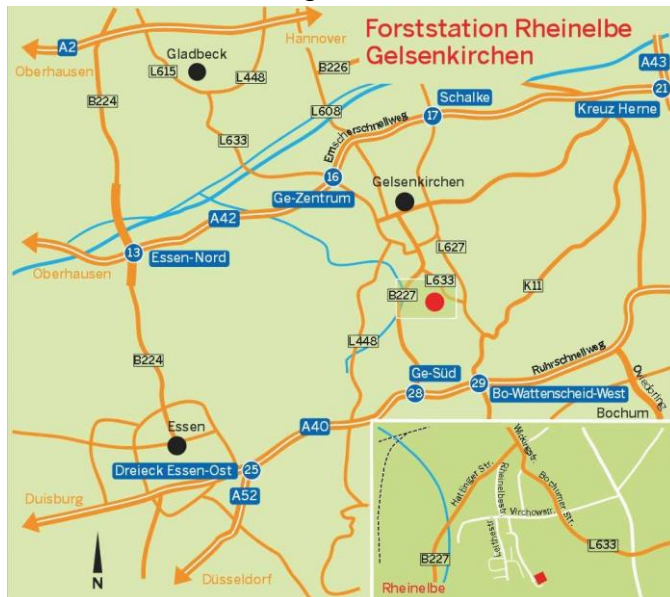 Forststation Rheinelbe
Gelsenkirchen
A2
Oberhausen
Hannover
Gladbeck
L615
L448
B226
B224
L608
L633
A43
21
Kreuz Herne
Schalke
17
Emscherschnellweg
16
Ge-Zentrum
Gelsenkirchen
A42
13
Essen-Nord
Oberhausen
L627
L633
B227
K11
L448
B224
Ruhrschnellweg
Ge-Süd
28
29
Bo-Wattenscheid-West
Oviedoring
Bochum
Essen
A40
Dreieck Essen-Ost
25
A52
Duisburg
Düsseldorf
N
Wickingstr.
Hattinger Str.
Rheinelbestr.
Bochumer Str.
Virchowstr.
Leithestr.
L633
B227
Rheinelbe